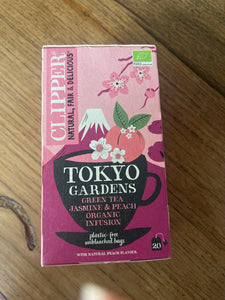 CLIPPER
NATURAL, FAIR & DELICIOUS
TOKYO
GARDENS
GREEN TEA
JASMINE & PEACH
ORGANIC
INFUSION
plastic-free
unbleached bags
20
WITH NATURAL PEACH FLAVOUR